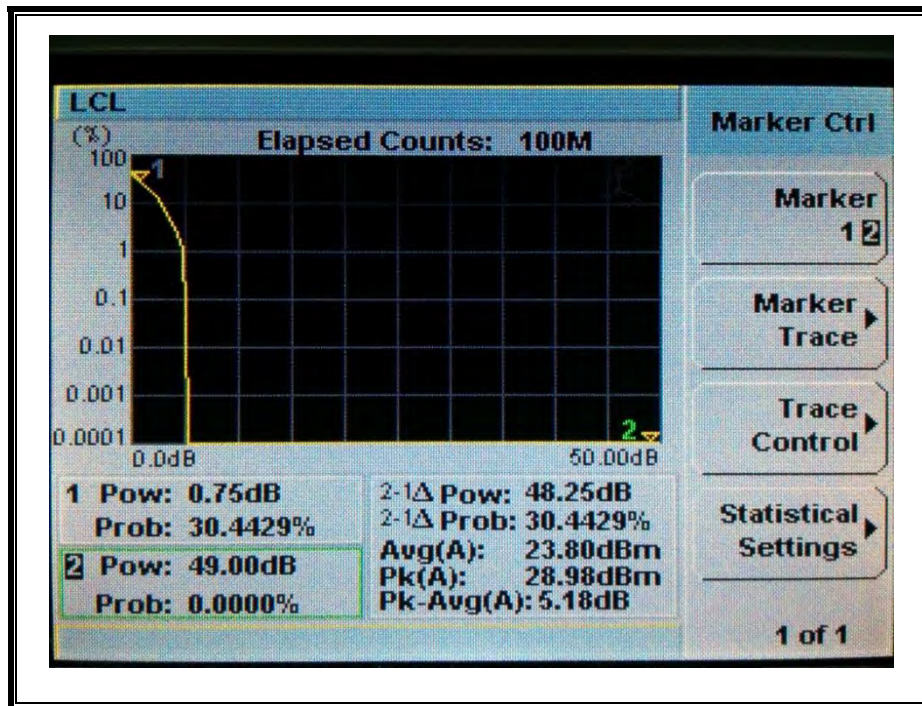 LCL
(%)
Elapsed Counts: 100M
100
10
1
0.1
0.01
0.001
0.0001
1
2
0.0dB
50.00dB
1 Pow: 0.75dB
Prob: 30.4429%
2 Pow: 49.00dB
Prob: 0.0000%
2-1Δ Pow: 48.25dB
2-1Δ Prob: 30.4429%
Avg(A): 23.80dBm
Pk(A): 28.98dBm
Pk-Avg(A): 5.18dB
Marker Ctrl
Marker
1 2
Marker
Trace
Trace
Control
Statistical
Settings
1 of 1